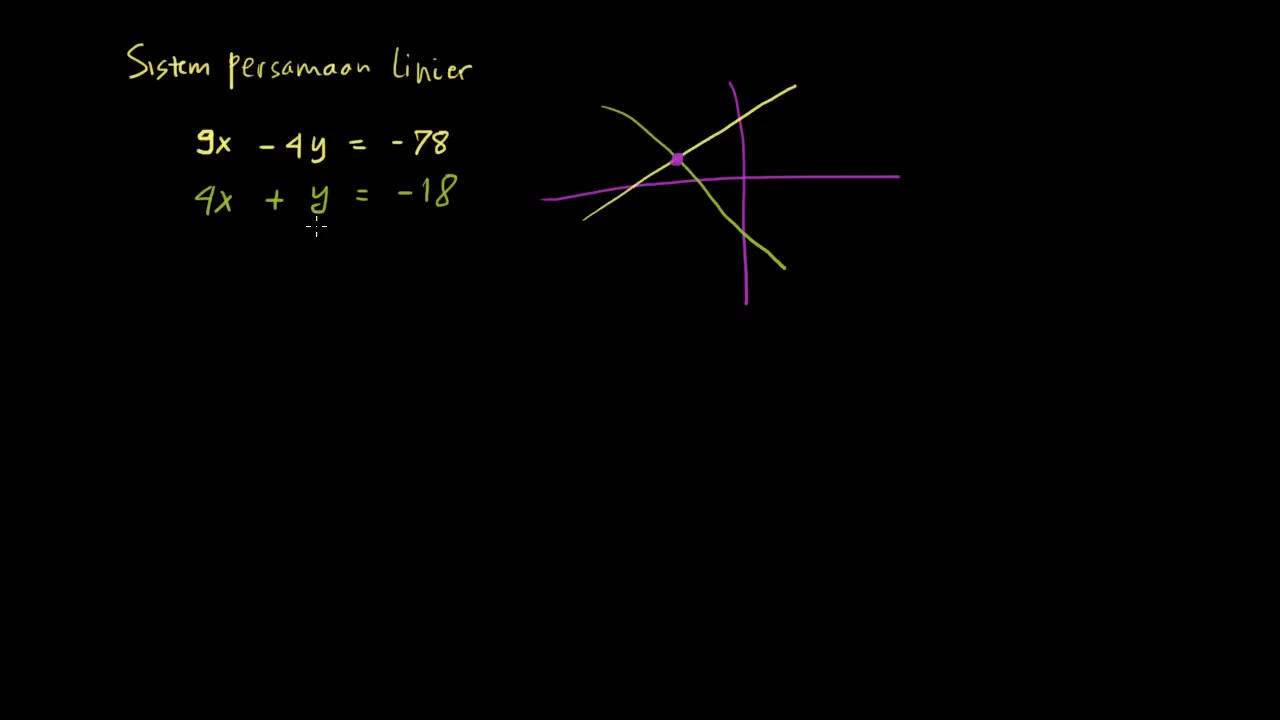 Sistem persamaan linier
9x - 4y = -78
4x + y = -18